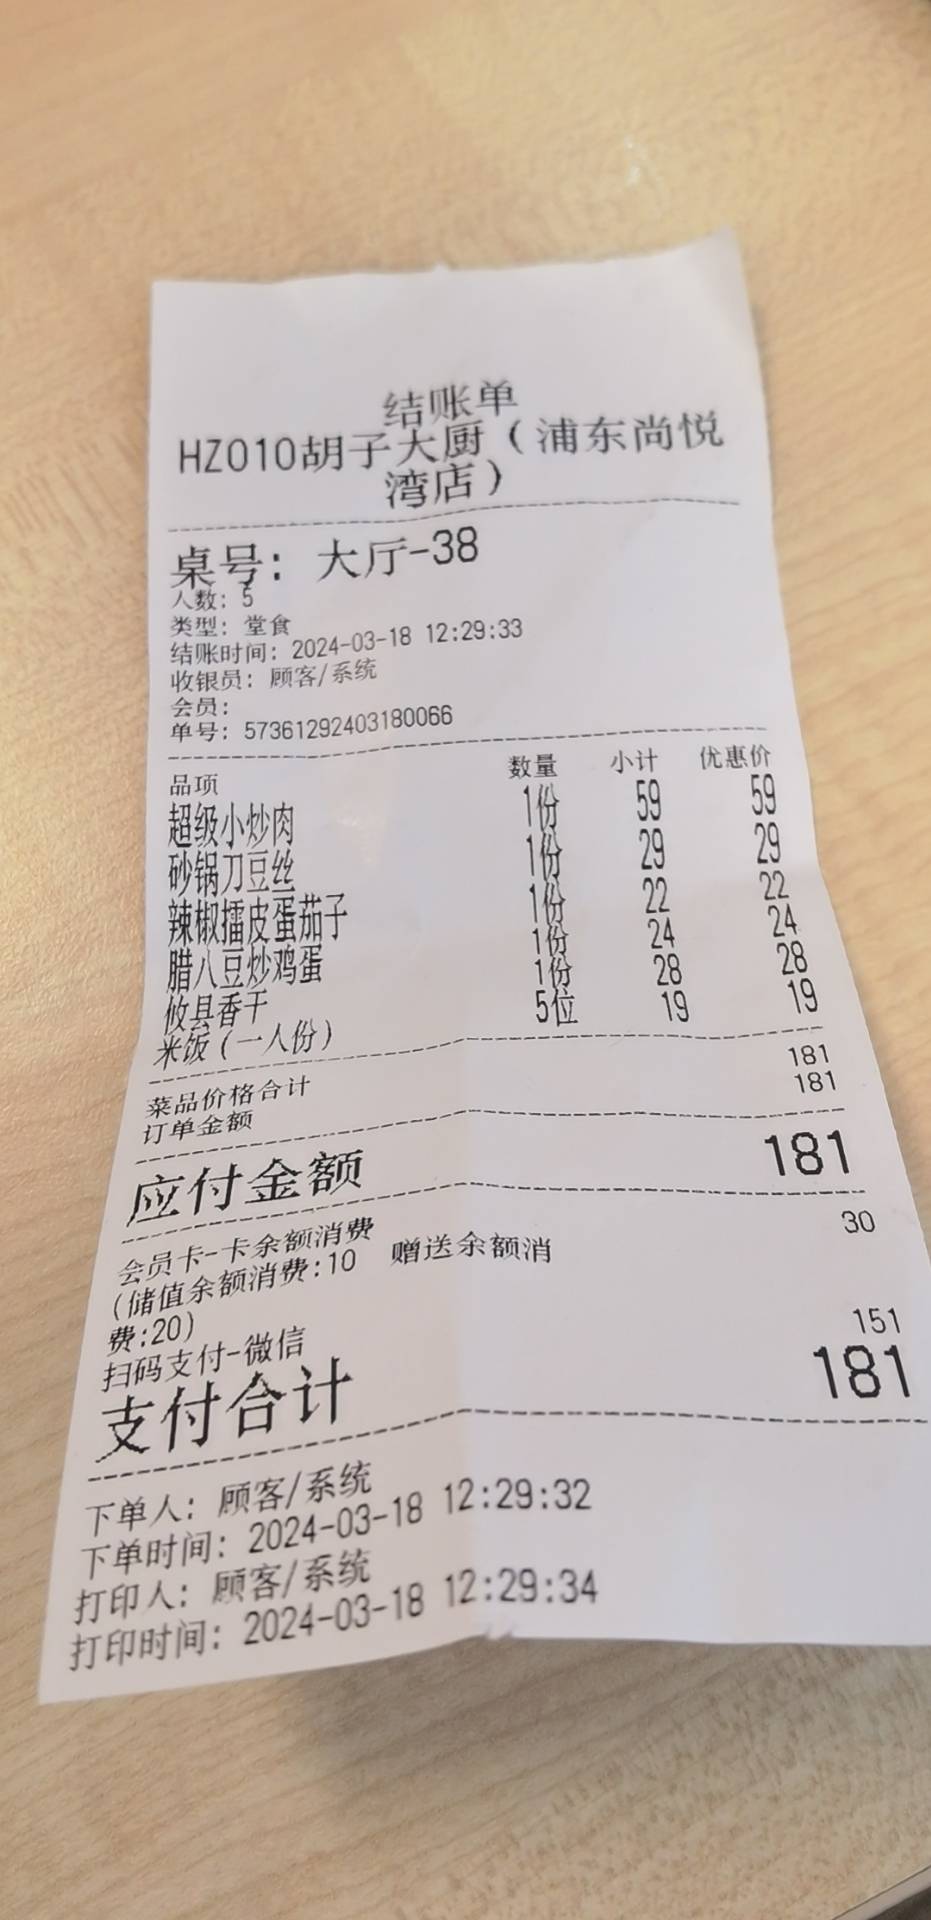 结账单
HZ010胡子大厨（浦东尚悦
湾店）
桌号：大厅-38
人数：5
类型：堂食
结账时间：2024-03-18 12:29:33
收银员：顾客/系统
会员：
单号：57361292403180066
品项 数量 小计 优惠价
超级小炒肉 1份 59 59
砂锅刀豆丝 1份 29 29
辣椒擂皮蛋茄子 1份 22 22
腊八豆炒鸡蛋 1份 24 24
攸县香干 1份 28 28
米饭（一人份） 5位 19 19
菜品价格合计 181
订单金额 181
应付金额 181
会员卡-卡余额消费 30
（储值余额消费：10 赠送余额消
费：20）
扫码支付-微信 151
支付合计 181
下单人：顾客/系统
下单时间：2024-03-18 12:29:32
打印人：顾客/系统
打印时间：2024-03-18 12:29:34